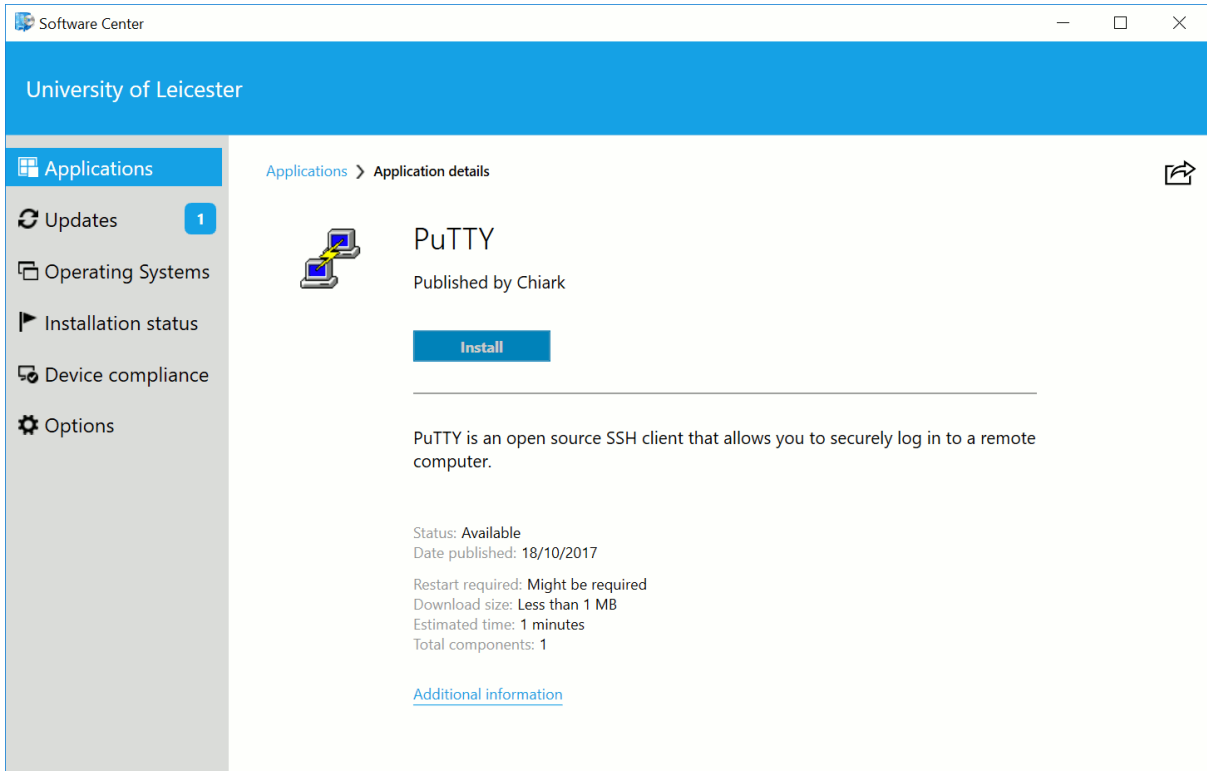 Software Center
University of Leicester
Applications
Updates 1
Operating Systems
Installation status
Device compliance
Options
Applications ❯ Application details
PuTTY
Published by Chiark
Install
PuTTY is an open source SSH client that allows you to securely log in to a remote
computer.
Status: Available
Date published: 18/10/2017
Restart required: Might be required
Download size: Less than 1 MB
Estimated time: 1 minutes
Total components: 1
Additional information